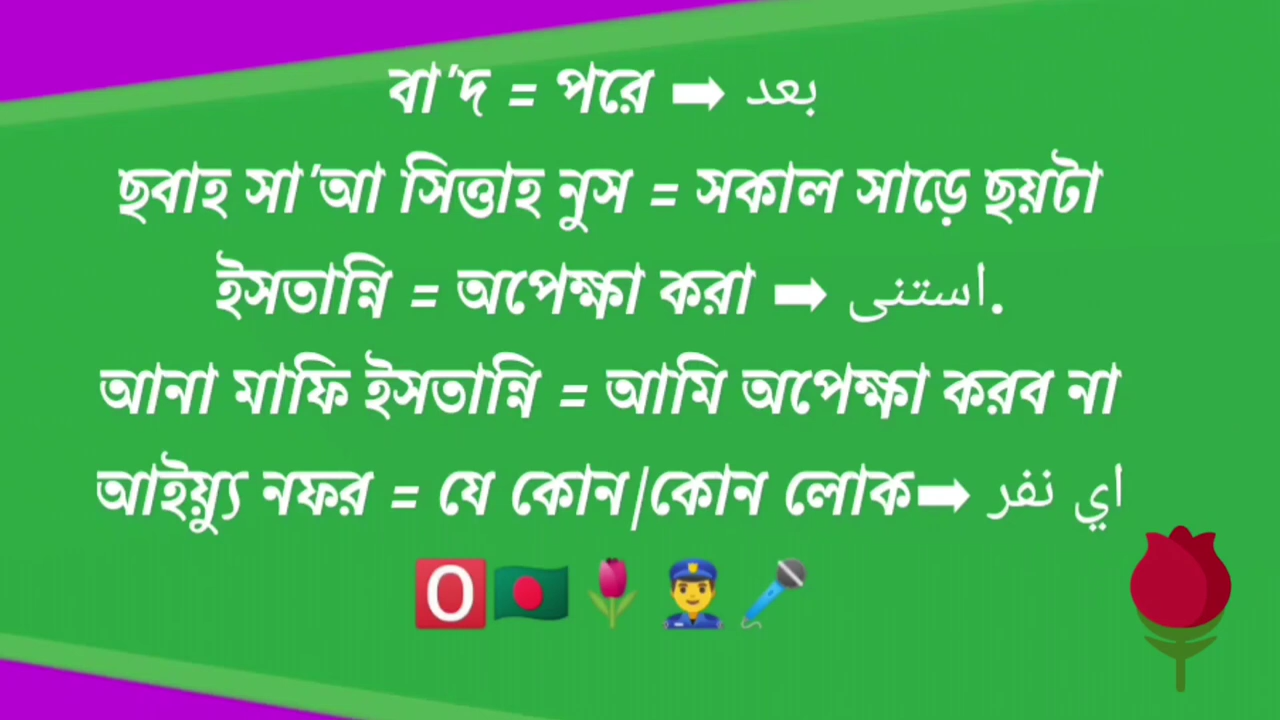 বা'দ = পরে ➡ بعد
ছবাহ সা'আ সিত্তাহ নুস = সকাল সাড়ে ছয়টা
ইসতান্নি = অপেক্ষা করা ➡ استنى.
আনা মাফি ইসতান্নি = আমি অপেক্ষা করব না
আইয়্যু নফর = যে কোন/কোন লোক➡ اي نفر
🅾🇧🇩🌷👮‍♂️🎤